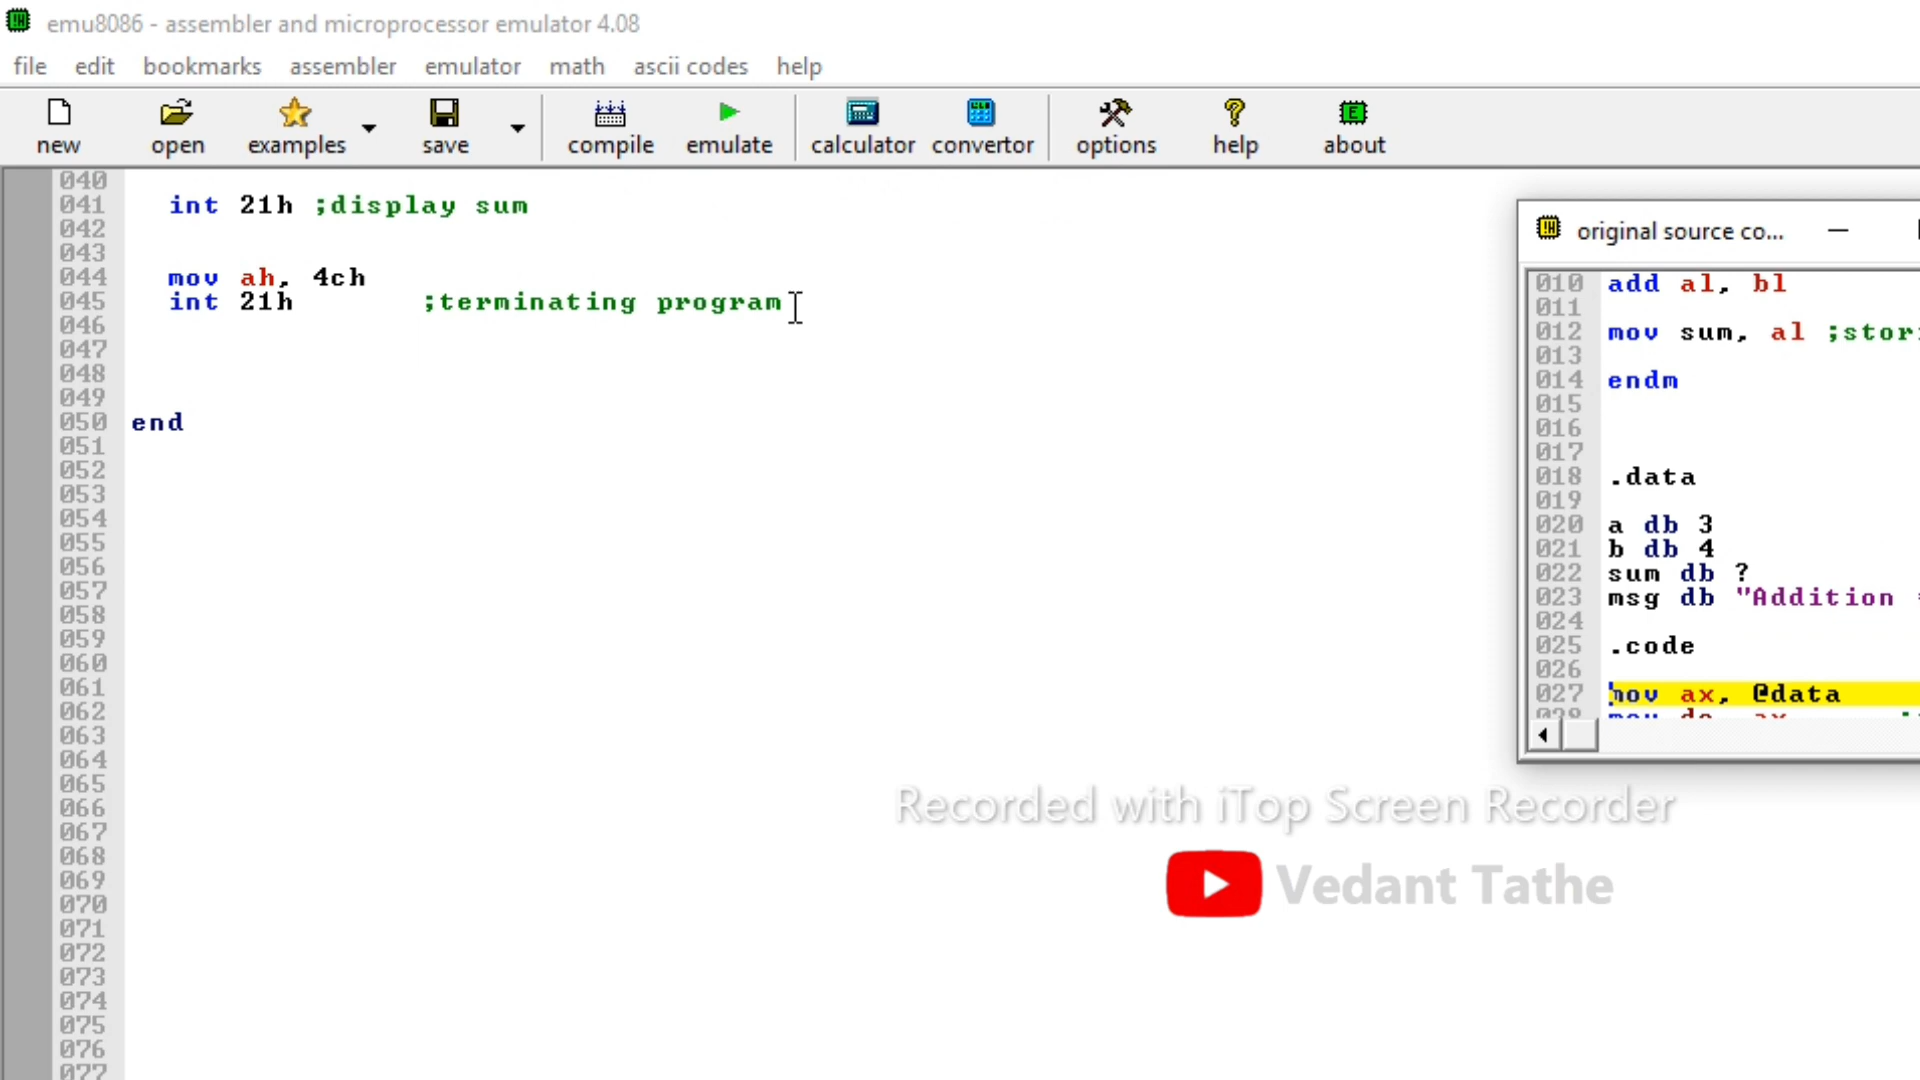 emu8086 - assembler and microprocessor emulator 4.08
file edit bookmarks assembler emulator math ascii codes help
new open examples save compile emulate calculator convertor options help about
040
041 int 21h ;display sum
042
043
044 mov ah, 4ch
045 int 21h ;terminating program
046
047
048
049
050 end
051
052
053
054
055
056
057
058
059
060
061
062
063
064
065
066
067
068
069
070
071
072
073
074
075
076
077
original source co...
010 add al, bl
011
012 mov sum, al ;stor
013
014 endm
015
016
017
018 .data
019
020 a db 3
021 b db 4
022 sum db ?
023 msg db "Addition
024
025 .code
026
027 mov ax, @data
Recorded with iTop Screen Recorder
Vedant Tathe